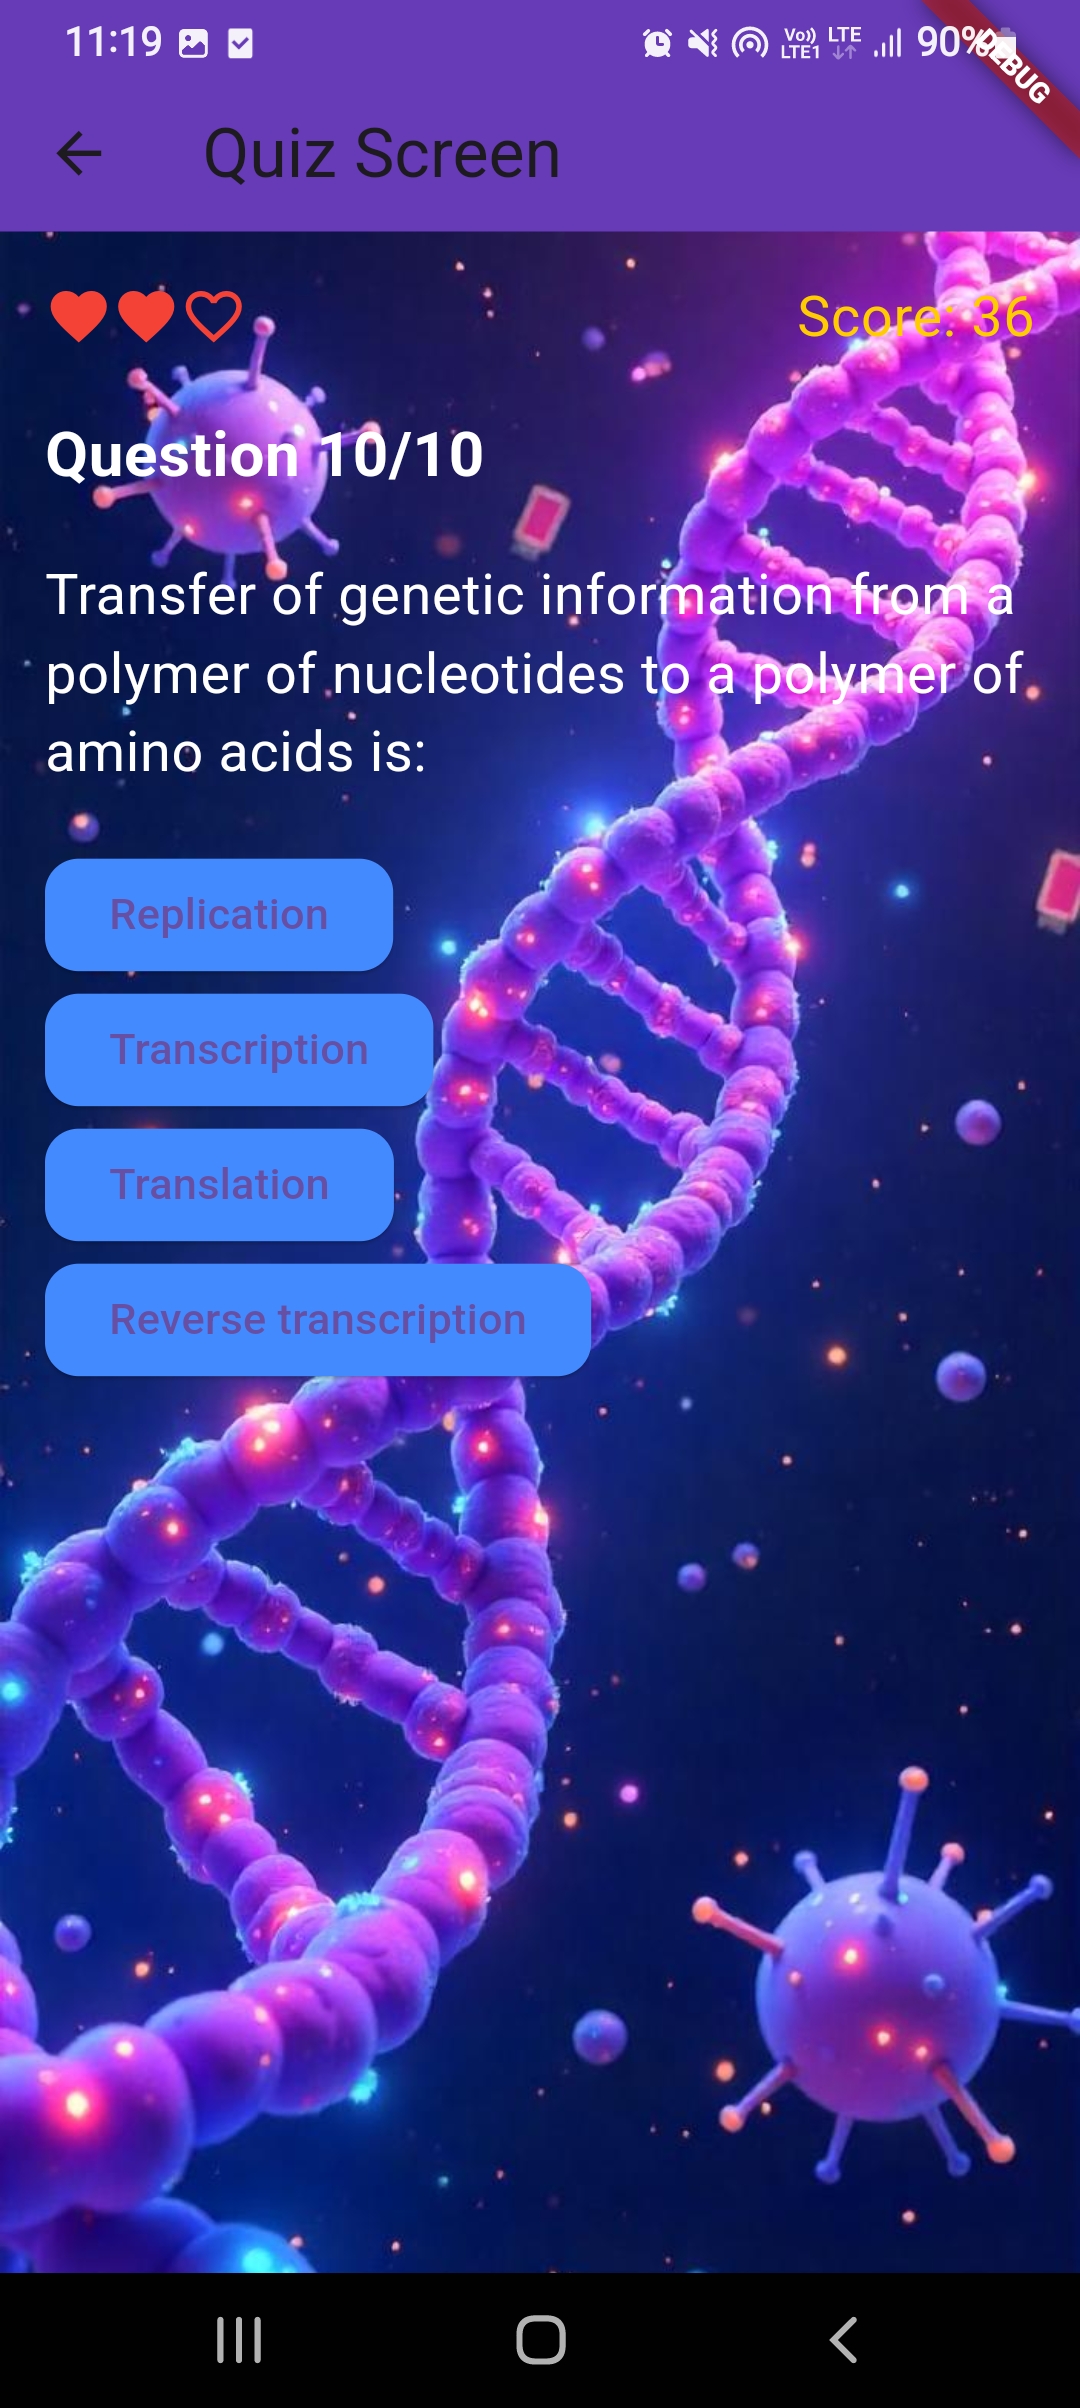 11:19 Vo)) LTE1 LTE 90%
DEBUG
Quiz Screen
Score: 36
Question 10/10
Transfer of genetic information from a
polymer of nucleotides to a polymer of
amino acids is:
Replication
Transcription
Translation
Reverse transcription